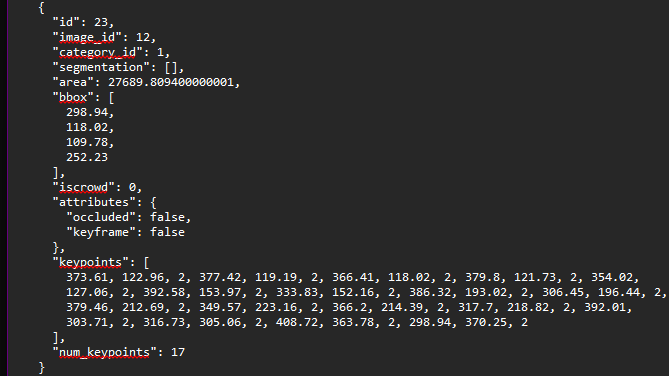 {
"id": 23,
"image_id": 12,
"category_id": 1,
"segmentation": [],
"area": 27689.809400000001,
"bbox": [
298.94,
118.02,
109.78,
252.23
],
"iscrowd": 0,
"attributes": {
"occluded": false,
"keyframe": false
},
"keypoints": [
373.61, 122.96, 2, 377.42, 119.19, 2, 366.41, 118.02, 2, 379.8, 121.73, 2, 354.02,
127.06, 2, 392.58, 153.97, 2, 333.83, 152.16, 2, 386.32, 193.02, 2, 306.45, 196.44, 2,
379.46, 212.69, 2, 349.57, 223.16, 2, 366.2, 214.39, 2, 317.7, 218.82, 2, 392.01,
303.71, 2, 316.73, 305.06, 2, 408.72, 363.78, 2, 298.94, 370.25, 2
],
"num_keypoints": 17
}